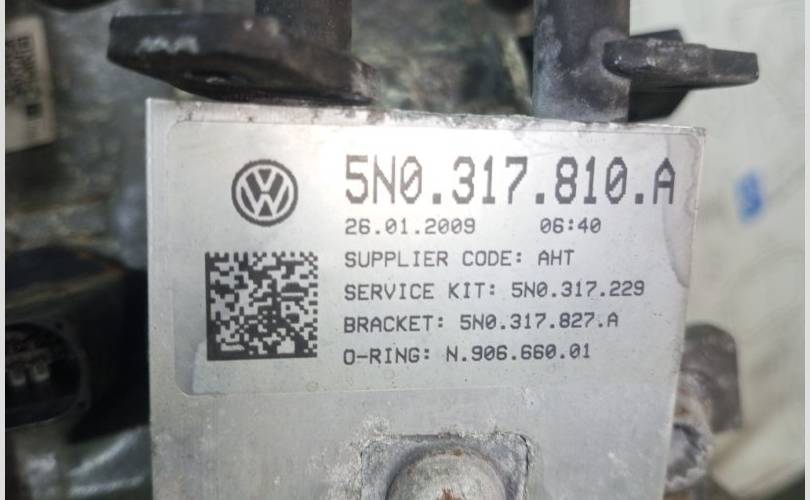 5N0.317.810.A
26.01.2009 06:40
SUPPLIER CODE: AHT
SERVICE KIT: 5N0.317.229
BRACKET: 5N0.317.827.A
O-RING: N.906.660.01